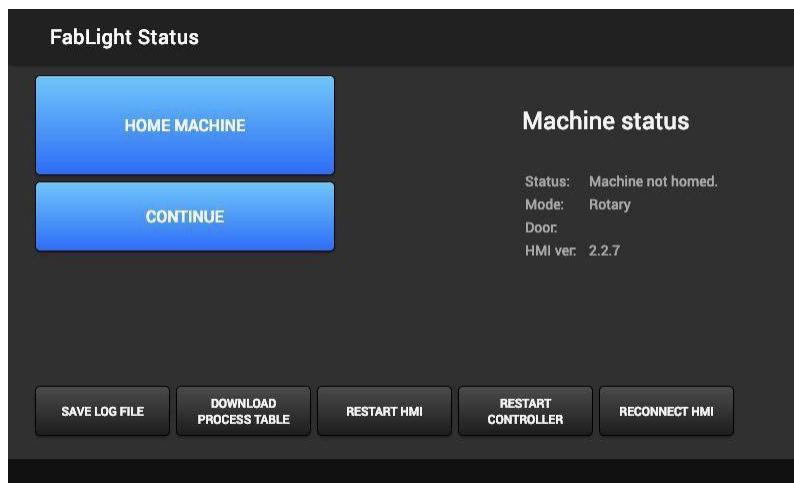 FabLight Status
HOME MACHINE
CONTINUE
Machine status
Status: Machine not homed.
Mode: Rotary
Door:
HMI ver: 2.2.7
SAVE LOG FILE
DOWNLOAD
PROCESS TABLE
RESTART HMI
RESTART
CONTROLLER
RECONNECT HMI